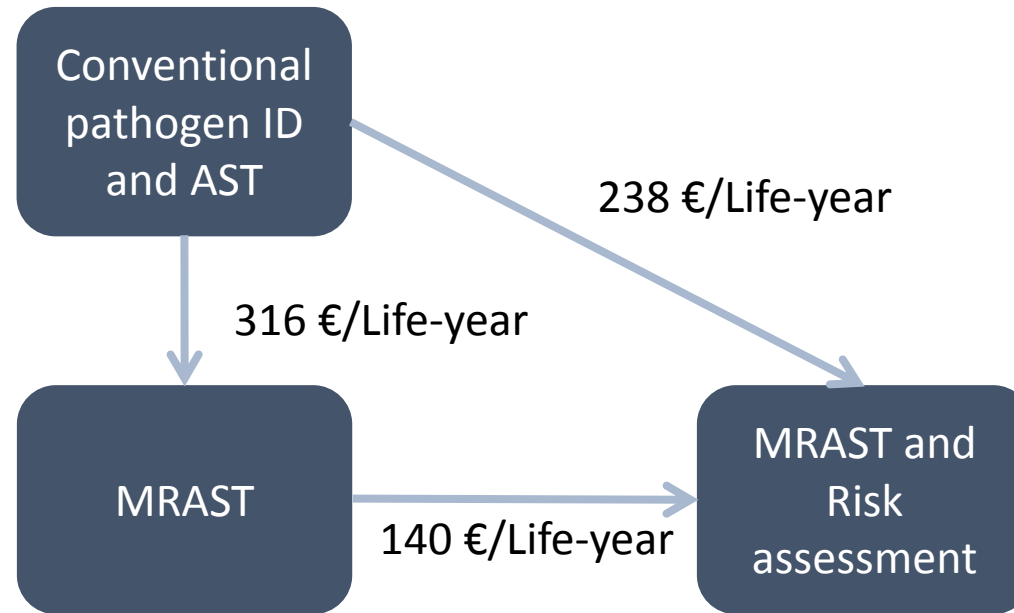 Conventional
pathogen ID
and AST
238 €/Life-year
316 €/Life-year
MRAST
140 €/Life-year
MRAST and
Risk
assessment